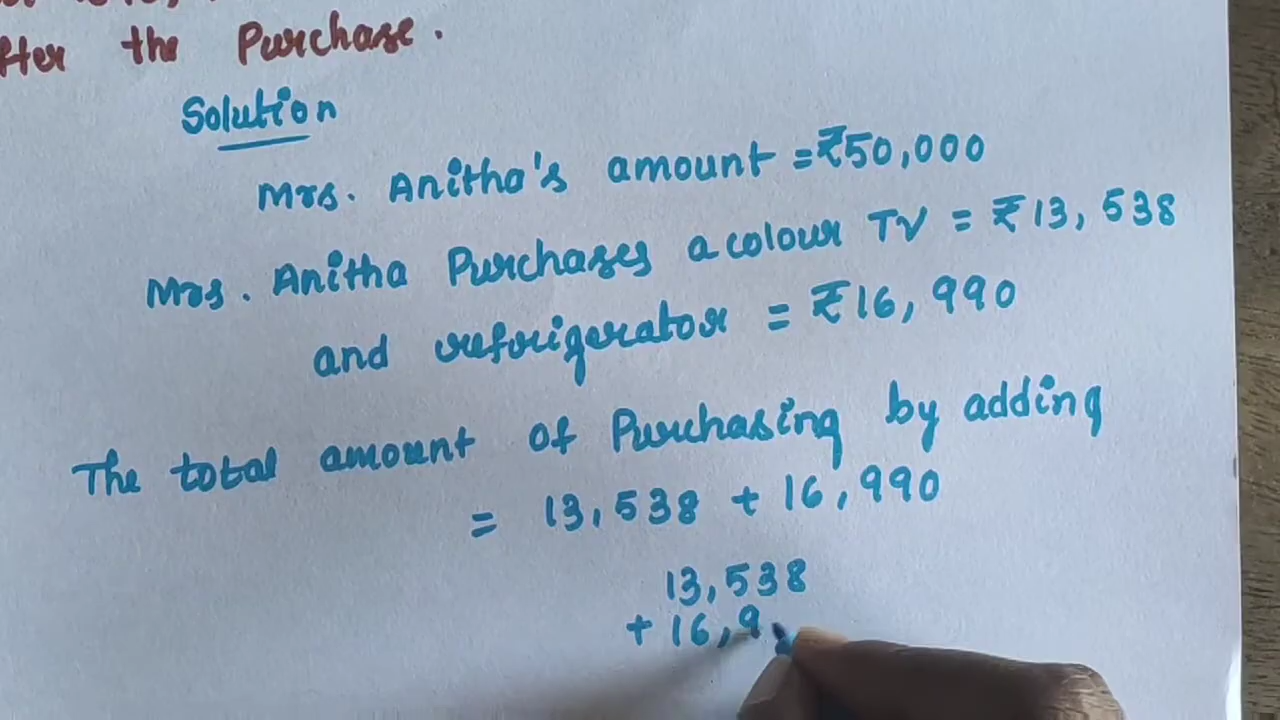 fter the Purchase.
Solution
Mrs. Anitha's amount = ₹50,000
Mrs. Anitha Purchases a colour TV = ₹13,538
and refrigerator = ₹16,990
The total amount of Purchasing by adding
= 13,538 + 16,990
13,538
+ 16,9